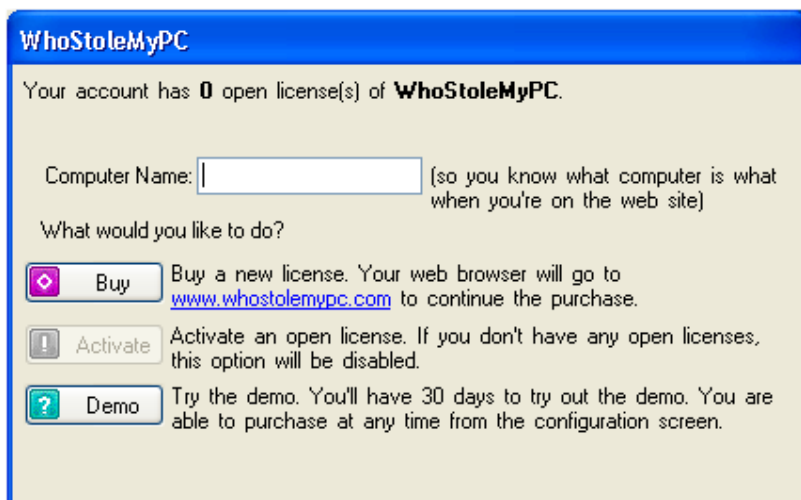 WhoStoleMyPC
Your account has 0 open license(s) of WhoStoleMyPC.
Computer Name:
(so you know what computer is what
when you're on the web site)
What would you like to do?
Buy
Buy a new license. Your web browser will go to
www.whostolemypc.com to continue the purchase.
Activate
Activate an open license. If you don't have any open licenses,
this option will be disabled.
Demo
Try the demo. You'll have 30 days to try out the demo. You are
able to purchase at any time from the configuration screen.